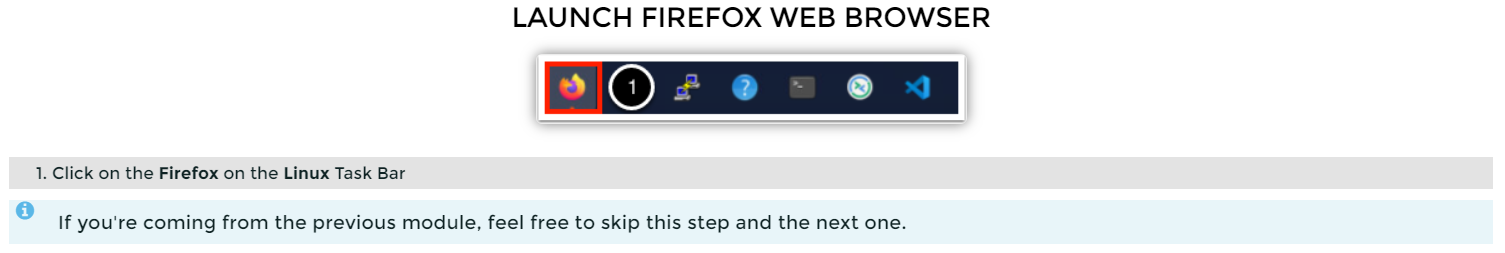 LAUNCH FIREFOX WEB BROWSER
1
1. Click on the Firefox on the Linux Task Bar
If you're coming from the previous module, feel free to skip this step and the next one.